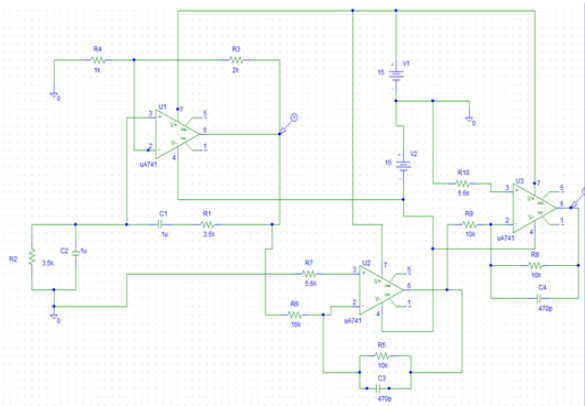 R4
1k
R3
2k
U1
3
+
7
V+
5
6
2
-
V-
1
4
uA741
0
V
15
V1
+
-
0
15
V2
+
-
R10
5.6k
U3
3
+
7
V+
5
6
2
-
V-
1
4
uA741
R9
10k
R8
10k
C4
470p
R2
3.5k
C2
.1u
C1
.1u
R1
3.5k
0
R7
5.6k
U2
3
+
7
V+
5
6
2
-
V-
1
4
uA741
R6
10k
R5
10k
C3
470p